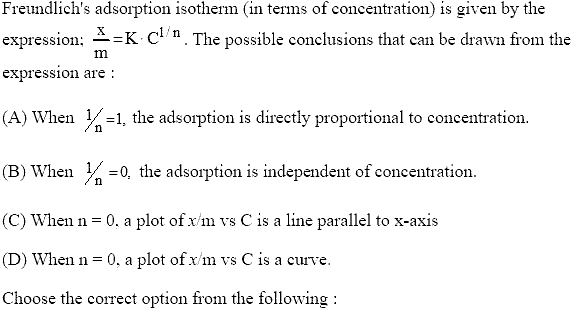 Freundlich's adsorption isotherm (in terms of concentration) is given by the
expression; x/m =K· C^1/n . The possible conclusions that can be drawn from the
expression are :
(A) When 1/n =1, the adsorption is directly proportional to concentration.
(B) When 1/n =0, the adsorption is independent of concentration.
(C) When n = 0, a plot of x/m vs C is a line parallel to x-axis
(D) When n = 0, a plot of x/m vs C is a curve.
Choose the correct option from the following :